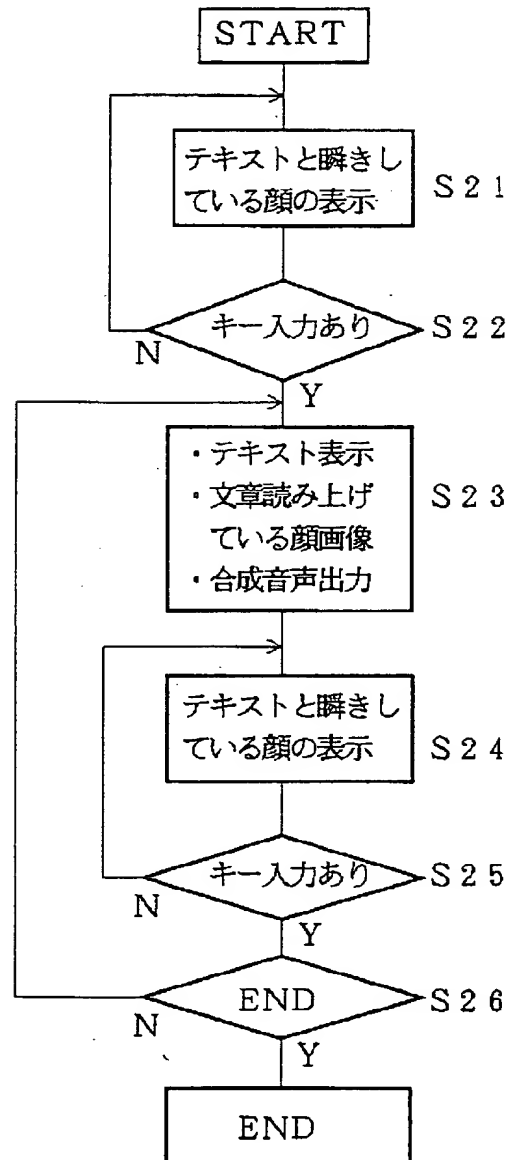 START
テキストと瞬きし
ている顔の表示
S21
キー入力あり
S22
N
Y
・テキスト表示
・文章読み上げ
ている顔画像
・合成音声出力
S23
テキストと瞬きし
ている顔の表示
S24
キー入力あり
S25
N
Y
END
S26
N
Y
END